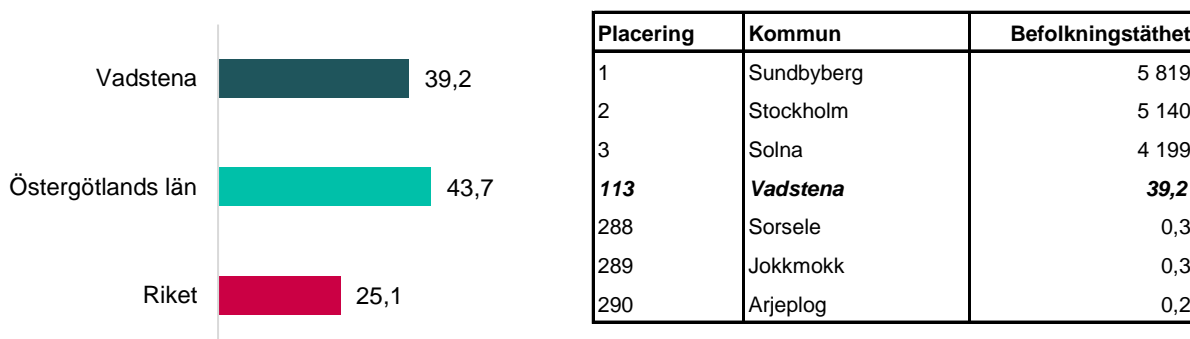 Vadstena 39,2
Östergötlands län 43,7
Riket 25,1
Placering Kommun Befolkningstäthet
1 Sundbyberg 5 819
2 Stockholm 5 140
3 Solna 4 199
113 Vadstena 39,2
288 Sorsele 0,3
289 Jokkmokk 0,3
290 Arjeplog 0,2